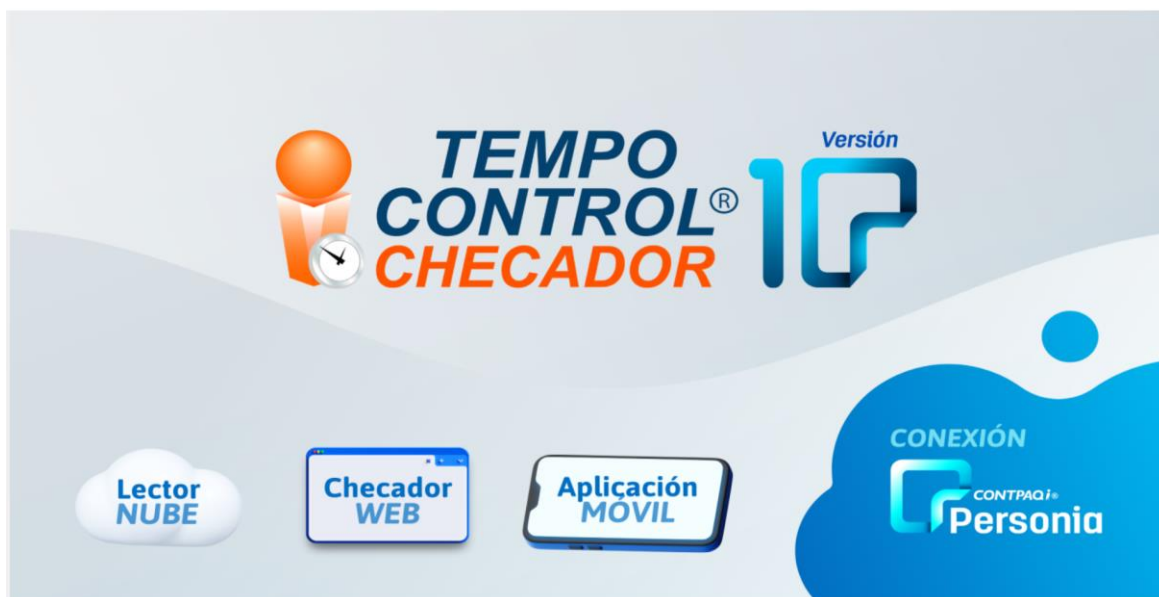 TEMPO
CONTROL®
CHECADOR
Versión
10
Lector
NUBE
Checador
WEB
Aplicación
MÓVIL
CONEXIÓN
CONTPAQi®
Personia